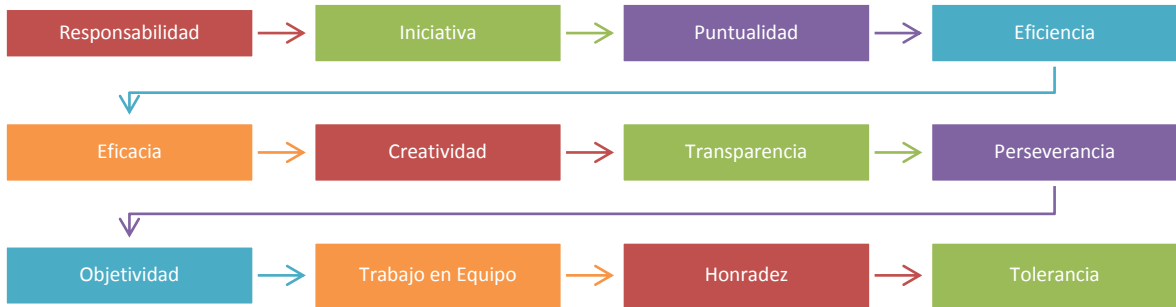 Responsabilidad
Iniciativa
Puntualidad
Eficiencia
Eficacia
Creatividad
Transparencia
Perseverancia
Objetividad
Trabajo en Equipo
Honradez
Tolerancia